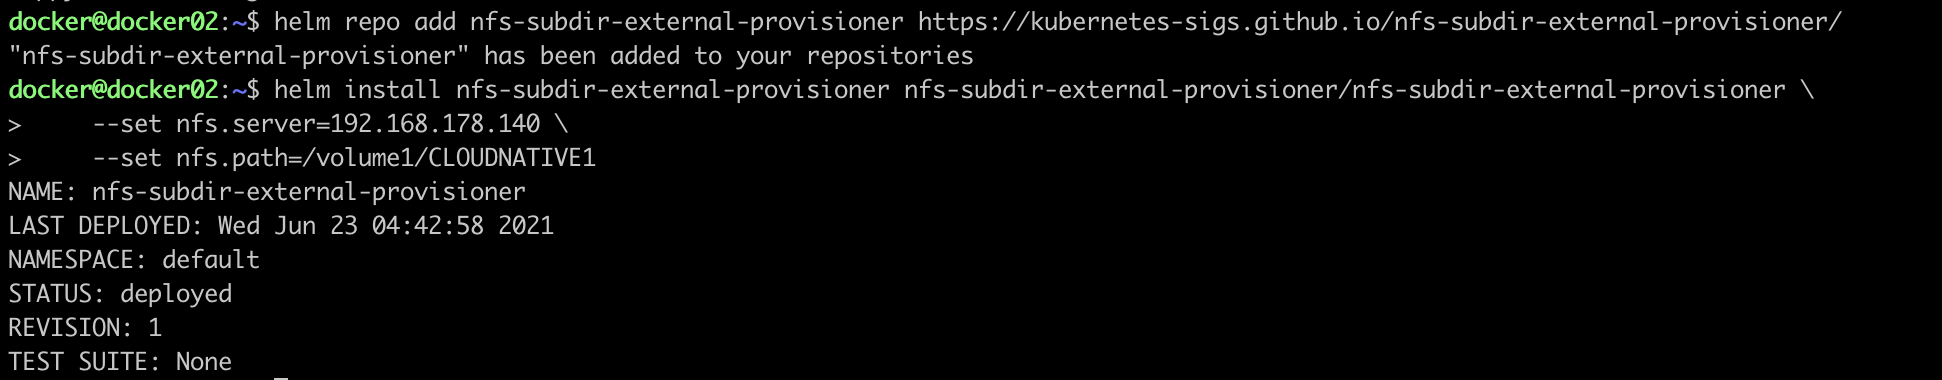 docker@docker02:~$ helm repo add nfs-subdir-external-provisioner https://kubernetes-sigs.github.io/nfs-subdir-external-provisioner/
"nfs-subdir-external-provisioner" has been added to your repositories
docker@docker02:~$ helm install nfs-subdir-external-provisioner nfs-subdir-external-provisioner/nfs-subdir-external-provisioner \
>     --set nfs.server=192.168.178.140 \
>     --set nfs.path=/volume1/CLOUDNATIVE1
NAME: nfs-subdir-external-provisioner
LAST DEPLOYED: Wed Jun 23 04:42:58 2021
NAMESPACE: default
STATUS: deployed
REVISION: 1
TEST SUITE: None